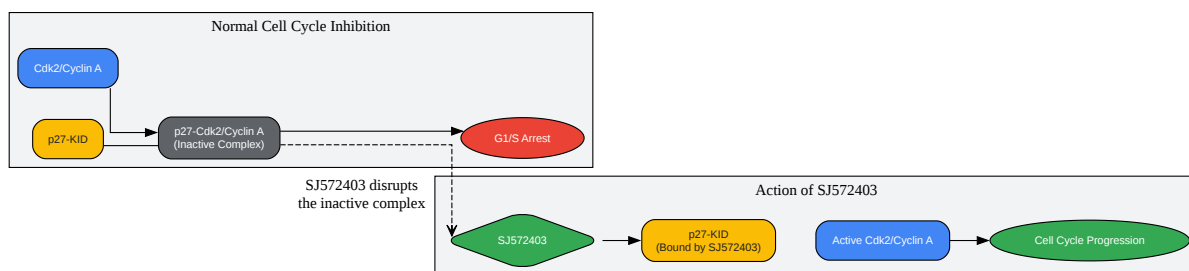 Normal Cell Cycle Inhibition
Cdk2/Cyclin A
p27-KID
p27-Cdk2/Cyclin A
(Inactive Complex)
G1/S Arrest
SJ572403 disrupts
the inactive complex
Action of SJ572403
SJ572403
p27-KID
(Bound by SJ572403)
Active Cdk2/Cyclin A
Cell Cycle Progression